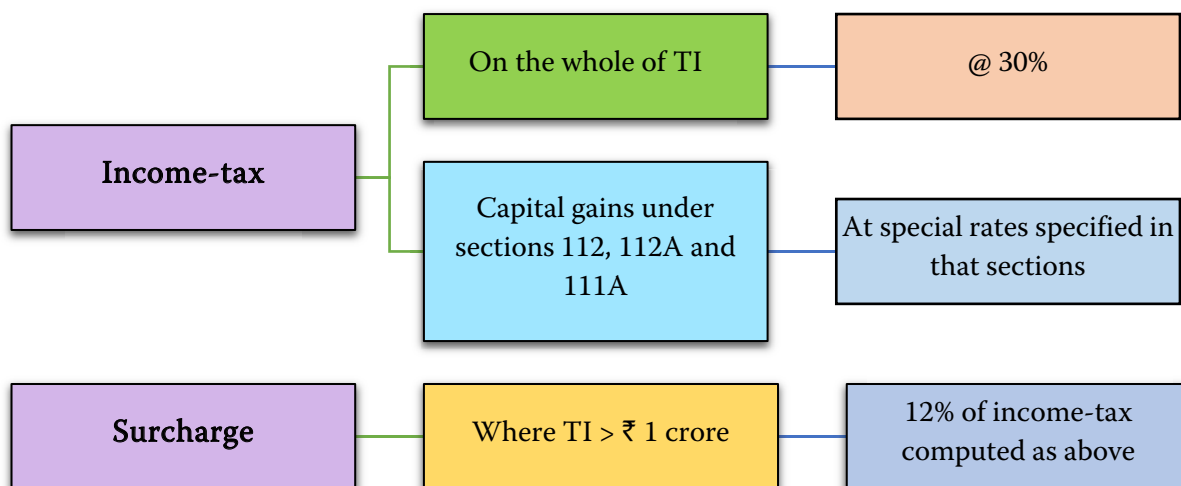 On the whole of TI
@ 30%
Income-tax
Capital gains under
sections 112, 112A and
111A
At special rates specified in
that sections
Surcharge
Where TI > ₹ 1 crore
12% of income-tax
computed as above